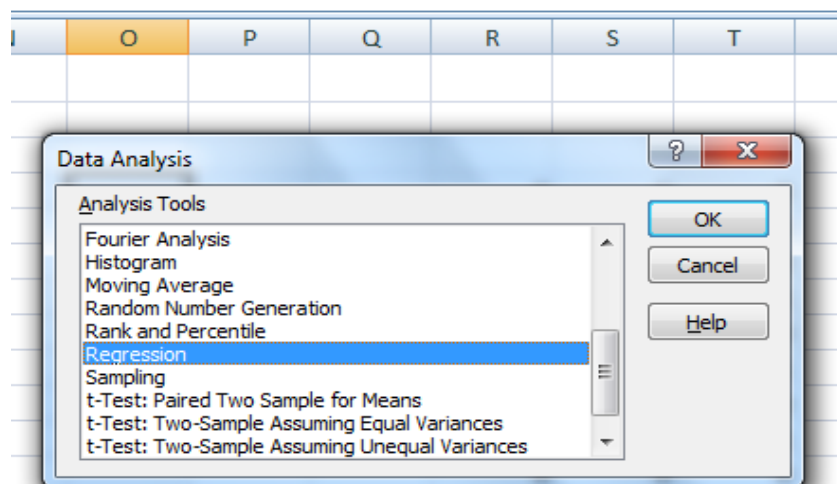 O P Q R S T
Data Analysis
?
Analysis Tools
OK
Fourier Analysis
Histogram
Cancel
Moving Average
Random Number Generation
Help
Rank and Percentile
Regression
Sampling
t-Test: Paired Two Sample for Means
t-Test: Two-Sample Assuming Equal Variances
t-Test: Two-Sample Assuming Unequal Variances